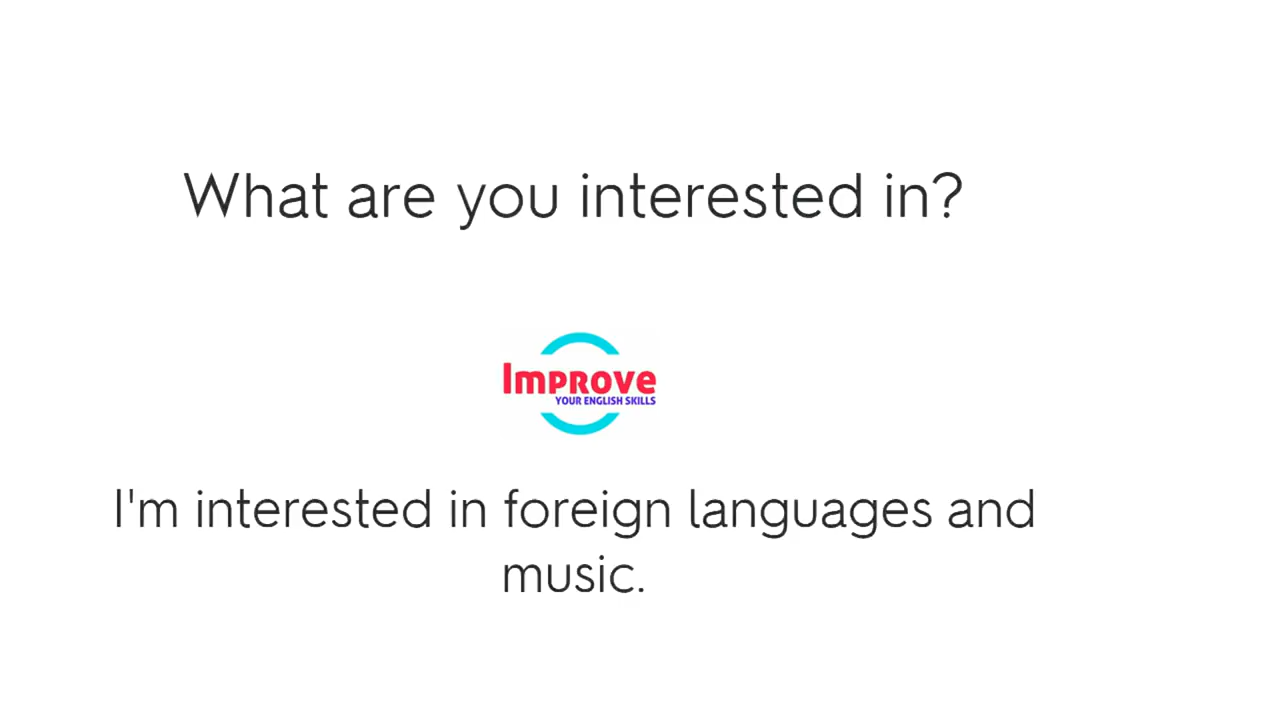 What are you interested in?
Improve
YOUR ENGLISH SKILLS
I'm interested in foreign languages and
music.